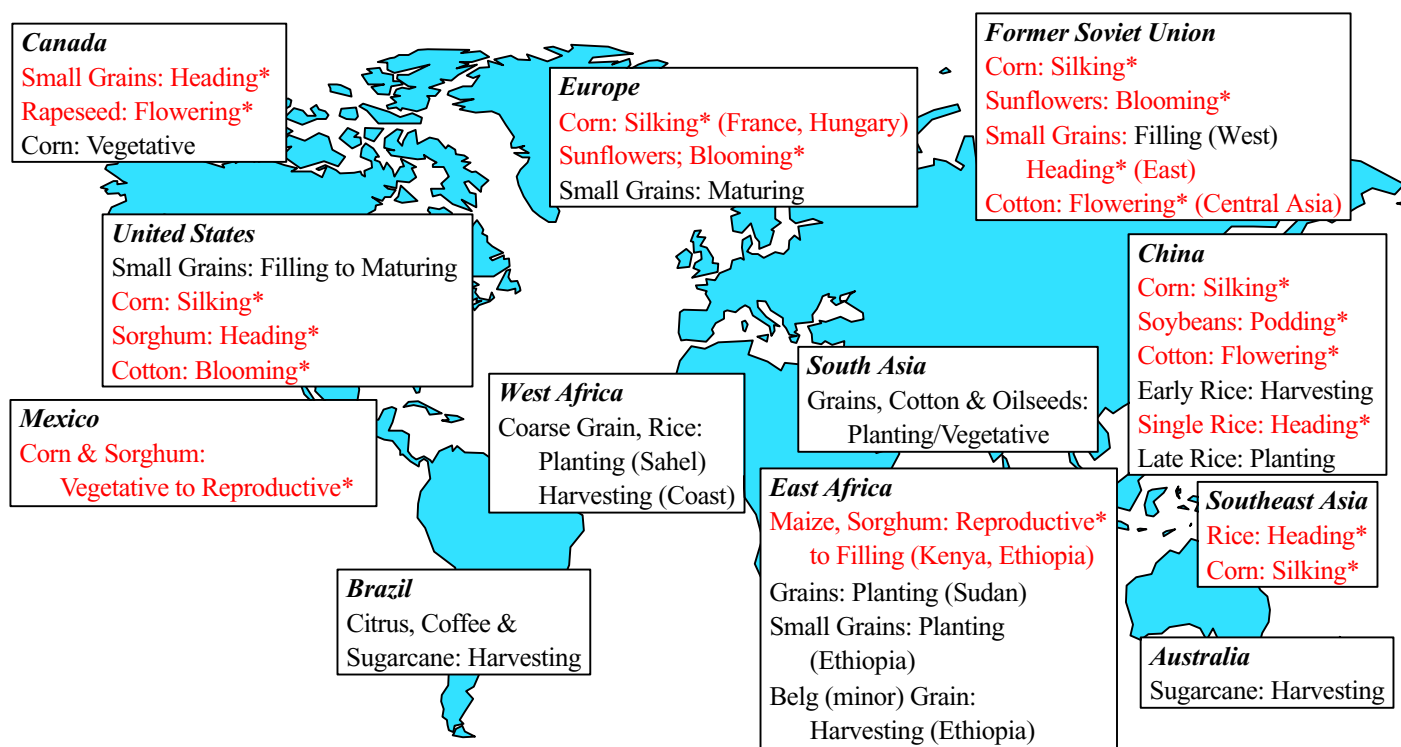 Canada
Small Grains: Heading*
Rapeseed: Flowering*
Corn: Vegetative
Europe
Corn: Silking* (France, Hungary)
Sunflowers; Blooming*
Small Grains: Maturing
Former Soviet Union
Corn: Silking*
Sunflowers: Blooming*
Small Grains: Filling (West)
Heading* (East)
Cotton: Flowering* (Central Asia)
United States
Small Grains: Filling to Maturing
Corn: Silking*
Sorghum: Heading*
Cotton: Blooming*
China
Corn: Silking*
Soybeans: Podding*
Cotton: Flowering*
Early Rice: Harvesting
Single Rice: Heading*
Late Rice: Planting
Mexico
Corn & Sorghum:
Vegetative to Reproductive*
West Africa
Coarse Grain, Rice:
Planting (Sahel)
Harvesting (Coast)
South Asia
Grains, Cotton & Oilseeds:
Planting/Vegetative
East Africa
Maize, Sorghum: Reproductive*
to Filling (Kenya, Ethiopia)
Grains: Planting (Sudan)
Small Grains: Planting
(Ethiopia)
Belg (minor) Grain:
Harvesting (Ethiopia)
Southeast Asia
Rice: Heading*
Corn: Silking*
Brazil
Citrus, Coffee &
Sugarcane: Harvesting
Australia
Sugarcane: Harvesting